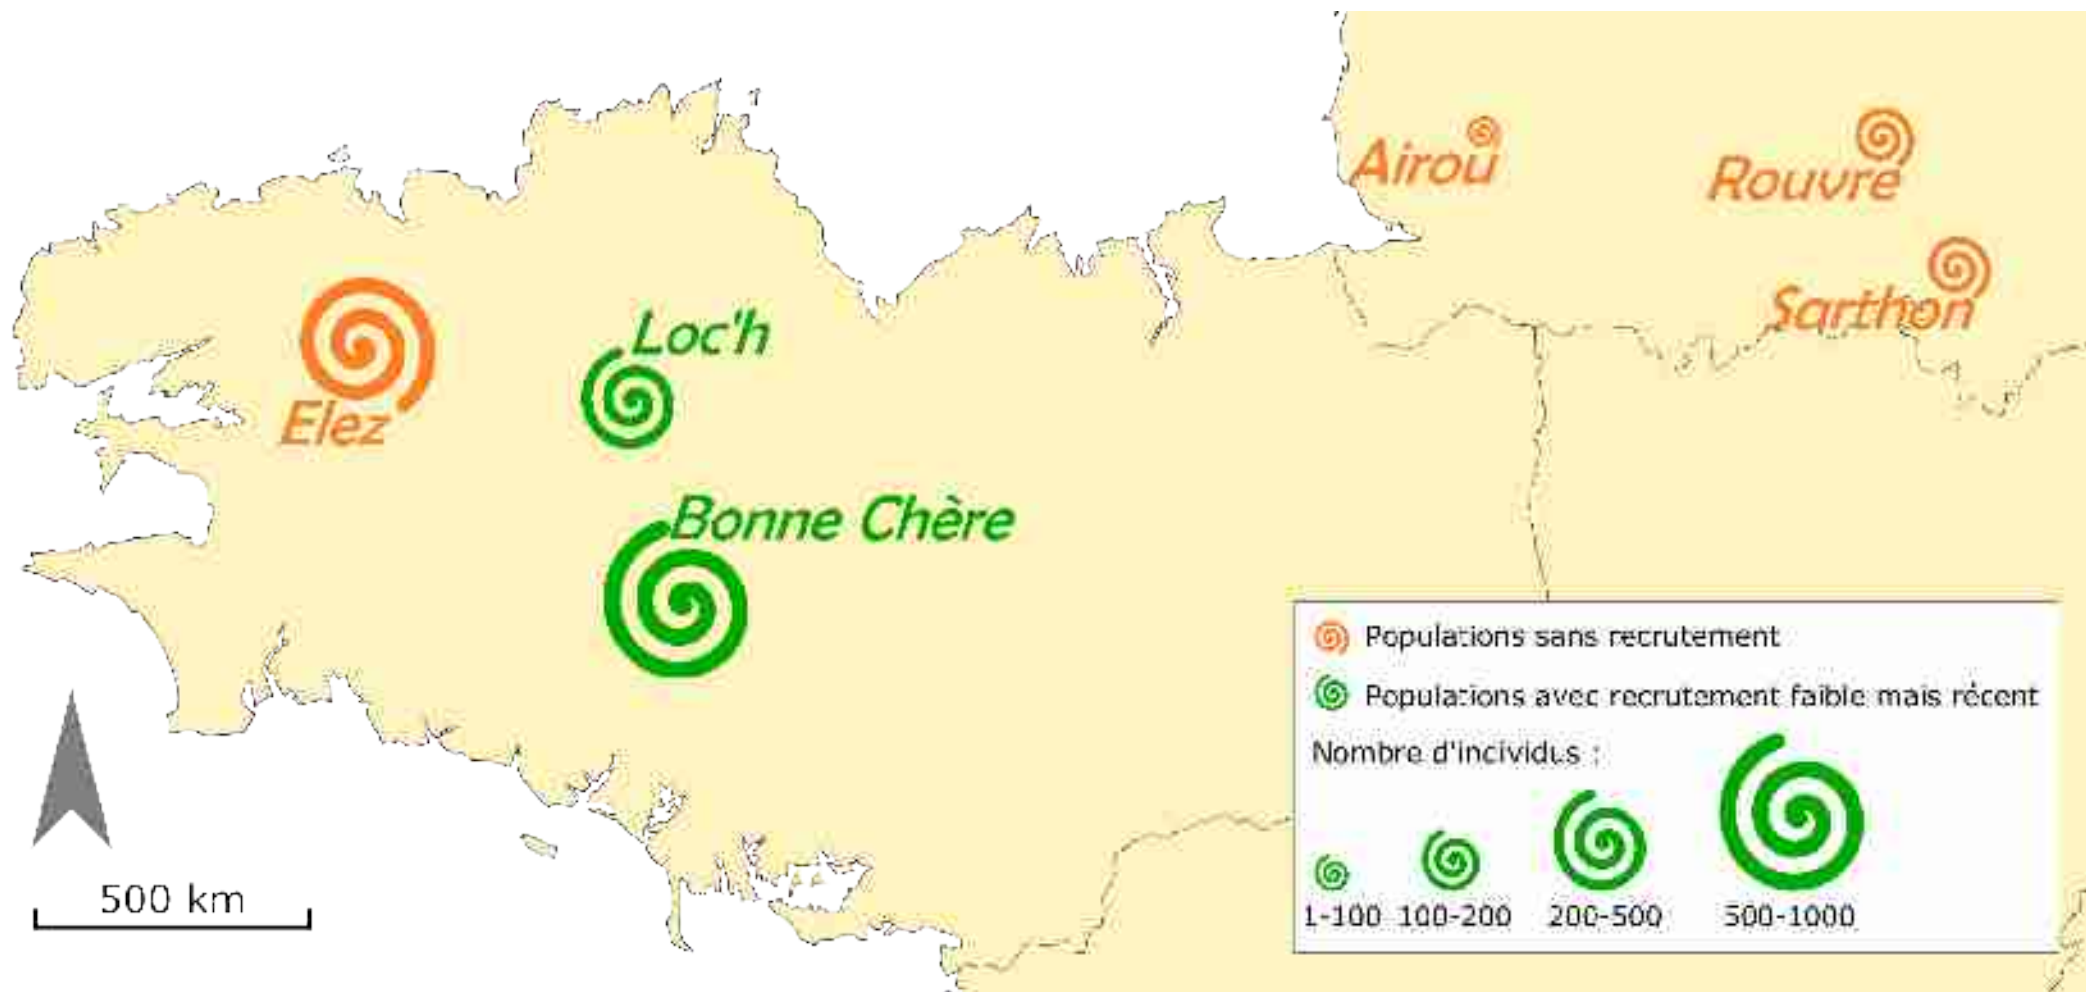 Airou
Rouvre
Sarthon
Loc'h
Elez
Bonne Chère
Populations sans recrutement
Populations avec recrutement faible mais récent
Nombre d'individus :
1-100 100-200 200-500 500-1000
500 km